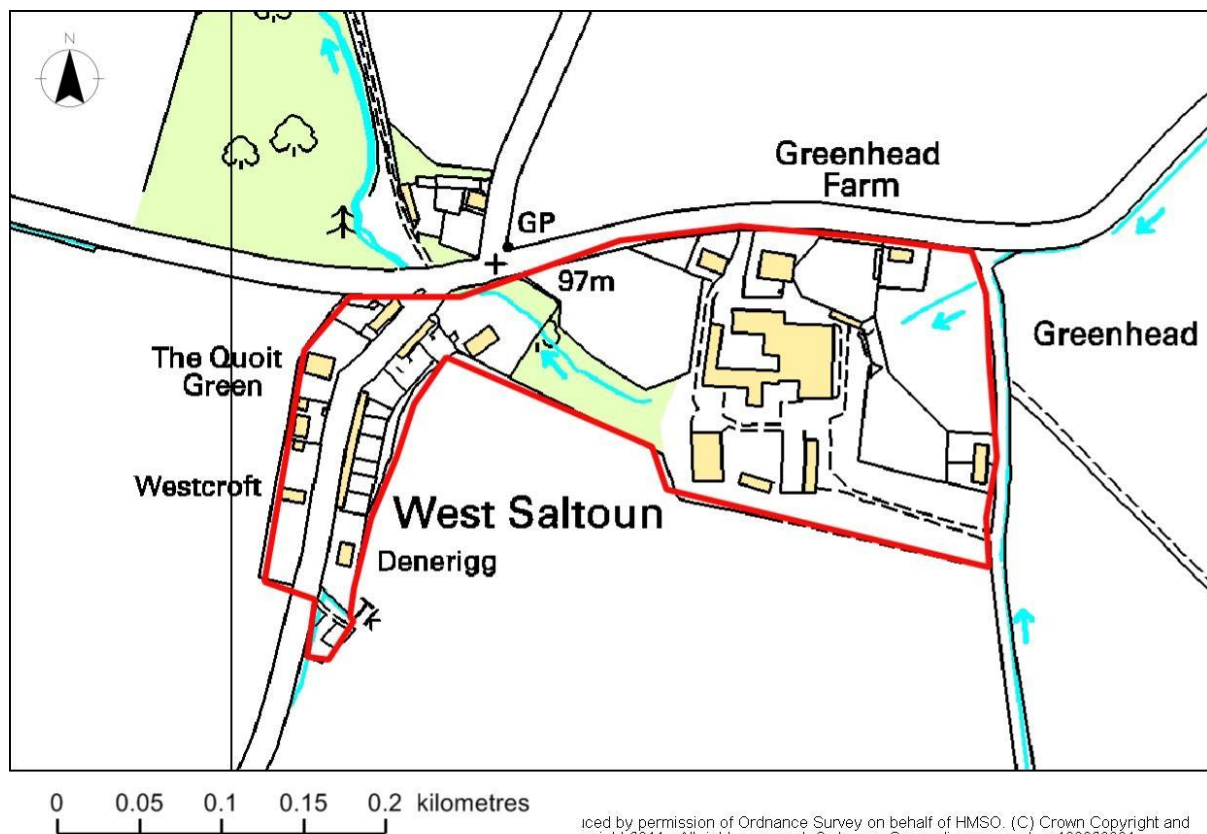 N
GP
Greenhead
Farm
97m
Greenhead
The Quoit
Green
Westcroft
West Saltoun
Denerigg
Tk
0 0.05 0.1 0.15 0.2 kilometres
uced by permission of Ordnance Survey on behalf of HMSO. (C) Crown Copyright and